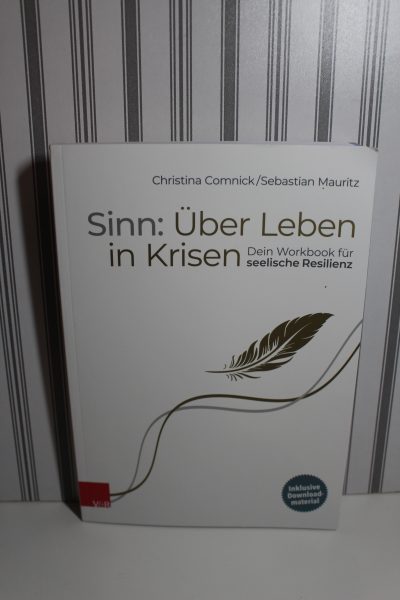 Christina Comnick/Sebastian Mauritz
Sinn: Über Leben
in Krisen
Dein Workbook für
seelische Resilienz
Inklusive
Download-
material
V&R